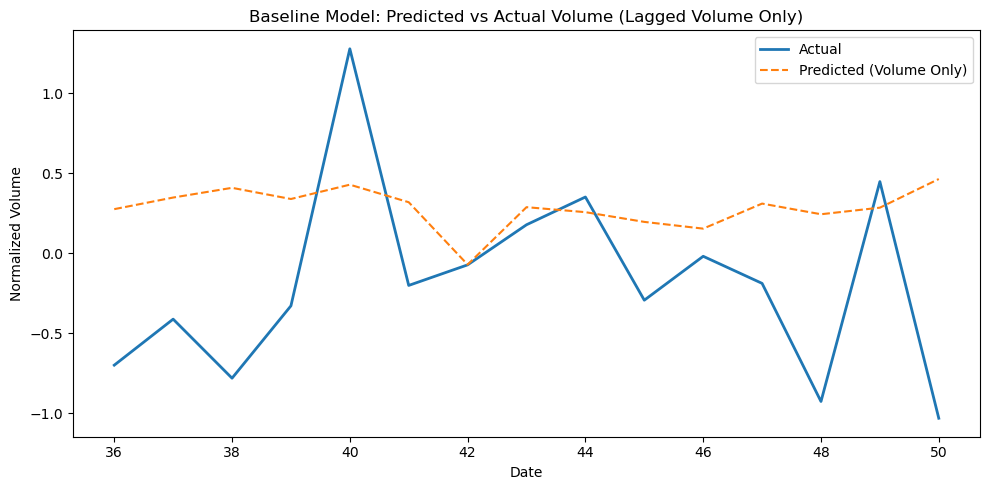 Baseline Model: Predicted vs Actual Volume (Lagged Volume Only)
Actual
Predicted (Volume Only)
Normalized Volume
1.0
0.5
0.0
−0.5
−1.0
36 38 40 42 44 46 48 50
Date